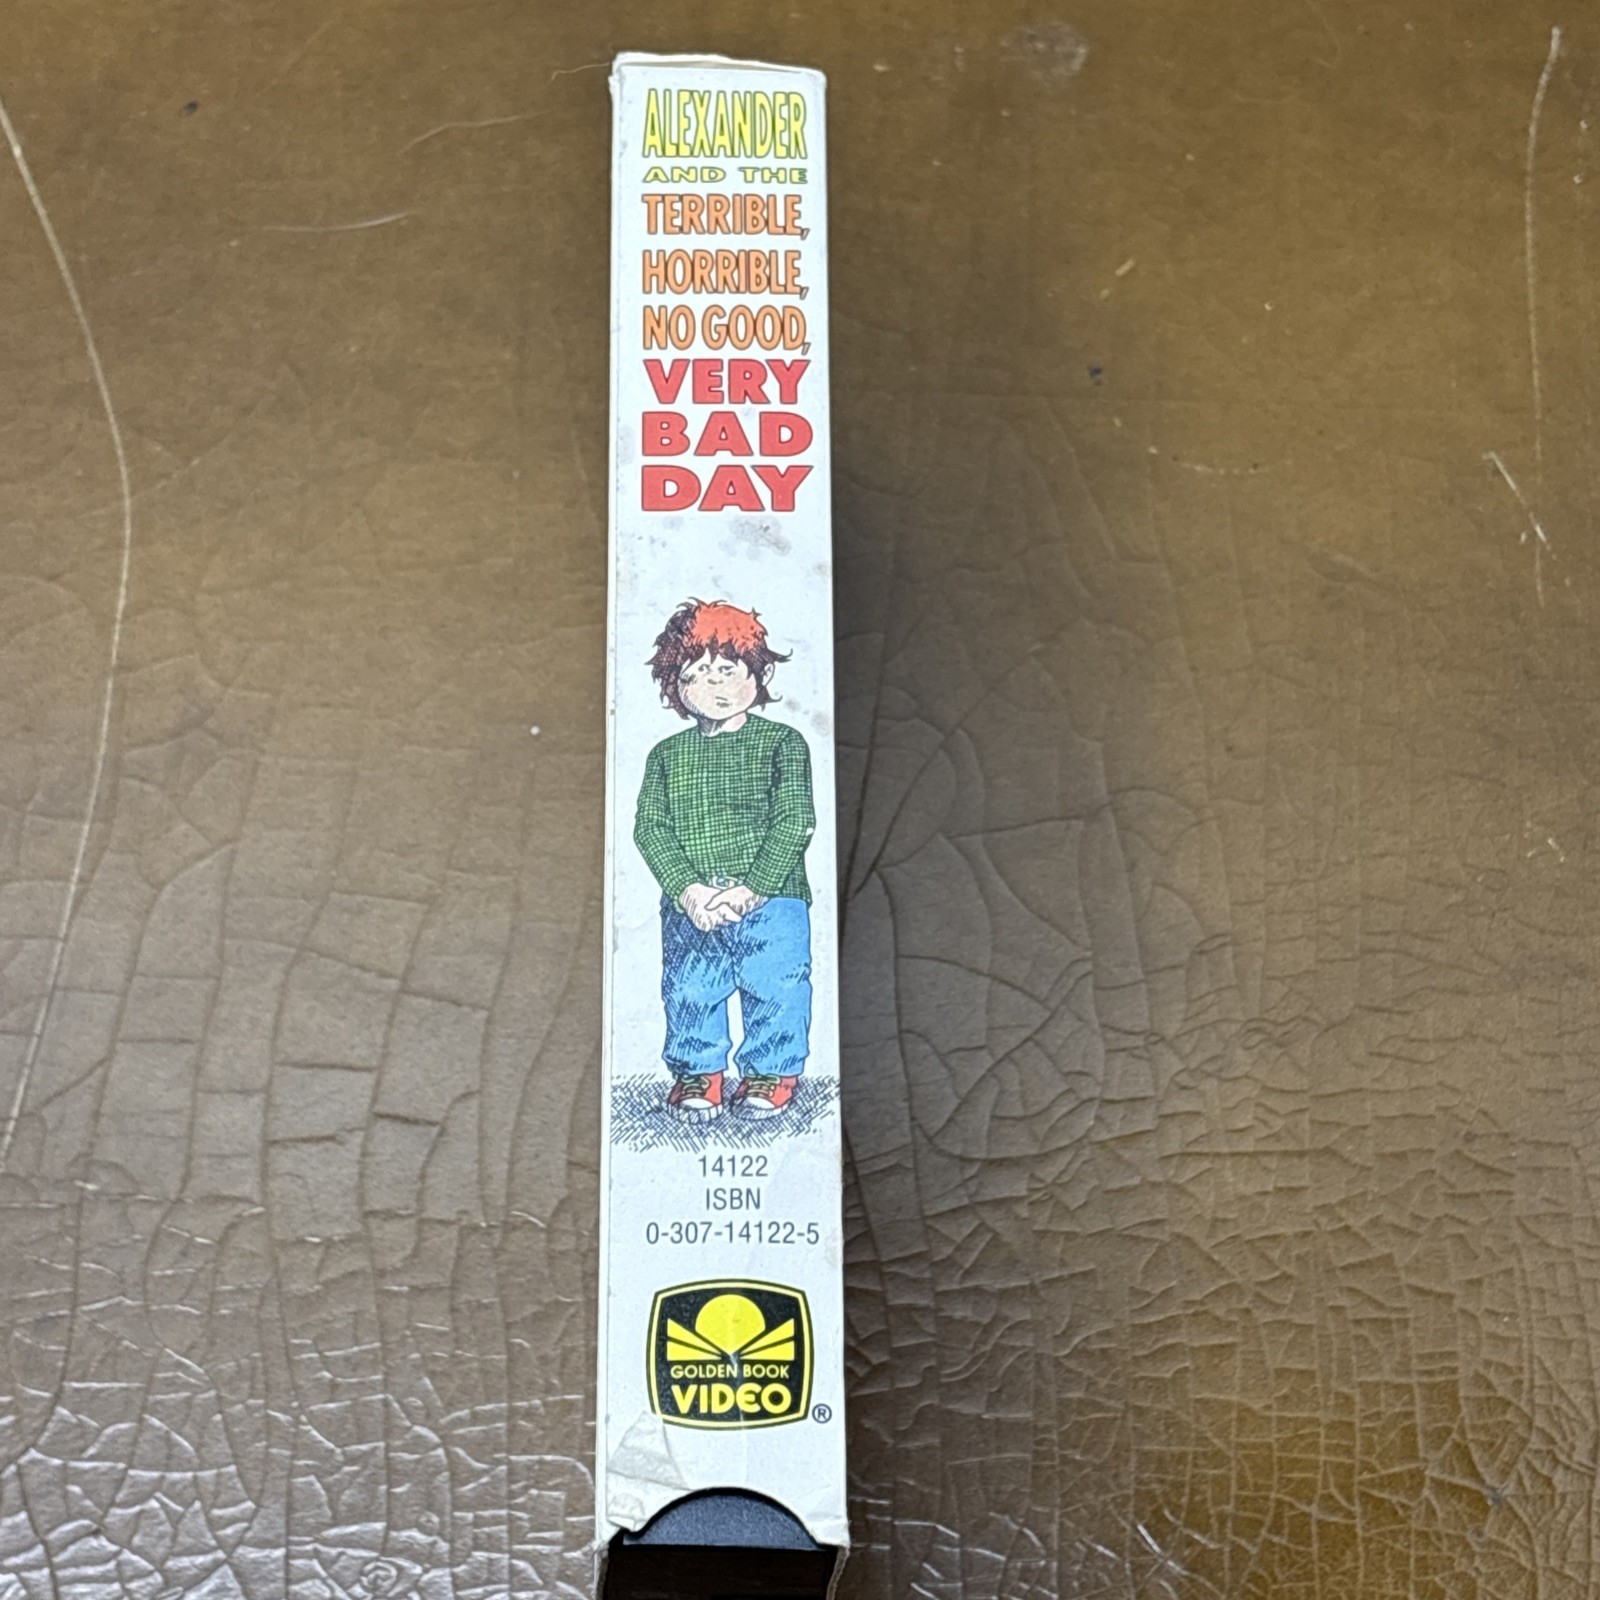 ALEXANDER
AND THE
TERRIBLE,
HORRIBLE,
NO GOOD,
VERY
BAD
DAY
14122
ISBN
0-307-14122-5
GOLDEN BOOK
VIDEO ®